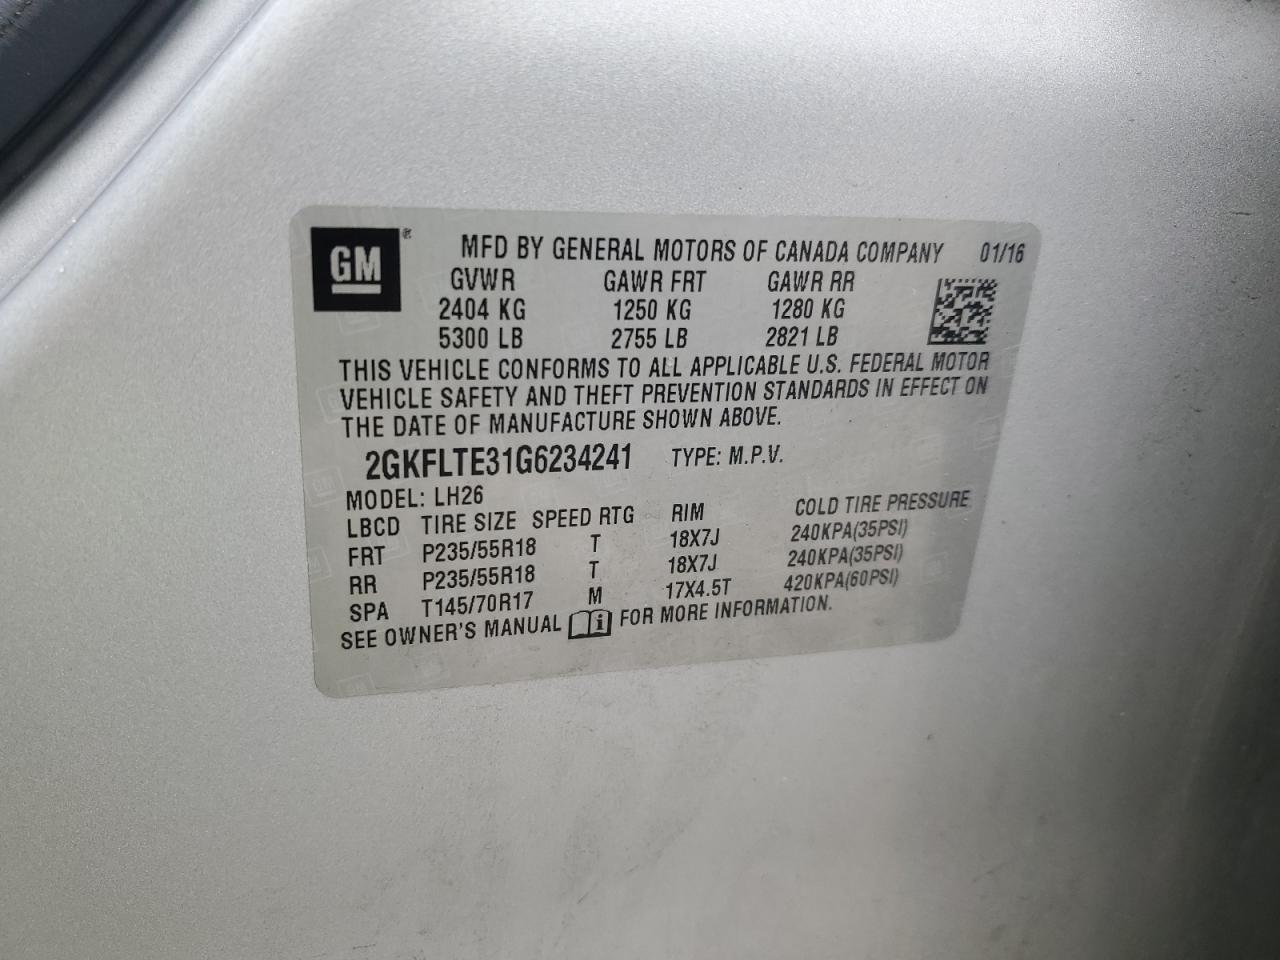 GM ®
MFD BY GENERAL MOTORS OF CANADA COMPANY 01/16
GVWR GAWR FRT GAWR RR
2404 KG 1250 KG 1280 KG
5300 LB 2755 LB 2821 LB
THIS VEHICLE CONFORMS TO ALL APPLICABLE U.S. FEDERAL MOTOR
VEHICLE SAFETY AND THEFT PREVENTION STANDARDS IN EFFECT ON
THE DATE OF MANUFACTURE SHOWN ABOVE.
2GKFLTE31G6234241 TYPE: M.P.V.
MODEL: LH26
LBCD TIRE SIZE SPEED RTG RIM COLD TIRE PRESSURE
FRT P235/55R18 T 18X7J 240KPA(35PSI)
RR P235/55R18 T 18X7J 240KPA(35PSI)
SPA T145/70R17 M 17X4.5T 420KPA(60PSI)
SEE OWNER'S MANUAL i FOR MORE INFORMATION.